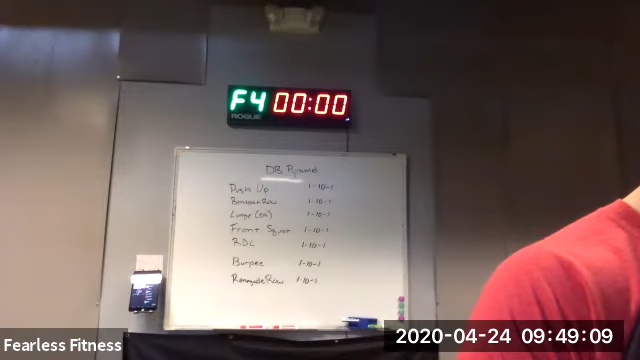 F4 00:00
ROGUE
DB Pyramid
Push Up 1-10-1
Bentover Row 1-10-1
Lunge (ea) 1-10-1
Front Squat 1-10-1
RDL 1-10-1
Burpee 1-10-1
Renegade Row 1-10-1
2020-04-24 09:49:09
Fearless Fitness